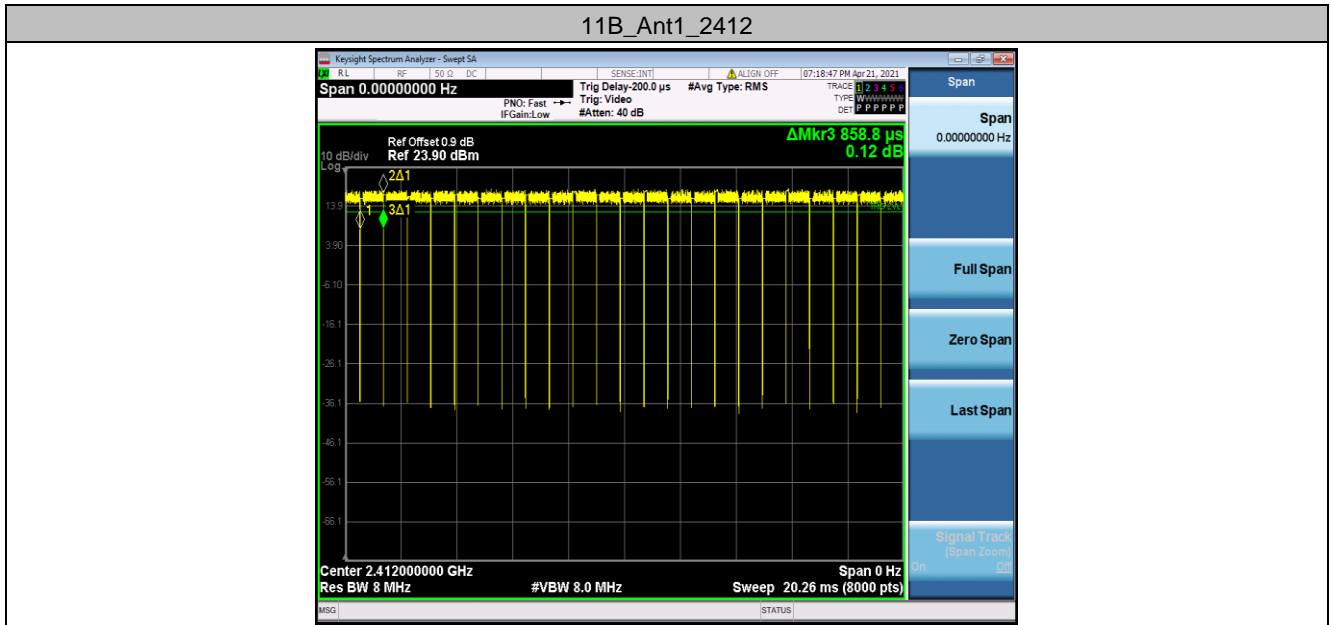 11B_Ant1_2412
Keysight Spectrum Analyzer - Swept SA
RL RF 50 Ω DC SENSE:INT ALIGN OFF 07:18:47 PM Apr 21, 2021
Span 0.00000000 Hz
PNO: Fast
IFGain:Low
Trig Delay-200.0 µs
Trig: Video
#Atten: 40 dB
#Avg Type: RMS
TRACE 1 2 3 4 5 6
TYPE WWWWWW
DET P P P P P P
ΔMkr3 858.8 µs
0.12 dB
Ref Offset 0.9 dB
10 dB/div Ref 23.90 dBm
Log
2Δ1
1
3Δ1
13.9
3.90
-6.10
-16.1
-26.1
-36.1
-46.1
-56.1
-66.1
Center 2.412000000 GHz
Span 0 Hz
Res BW 8 MHz
#VBW 8.0 MHz
Sweep 20.26 ms (8000 pts)
MSG
STATUS
Span
Span
0.00000000 Hz
Full Span
Zero Span
Last Span
Signal Track
(Span Zoom)
On Off